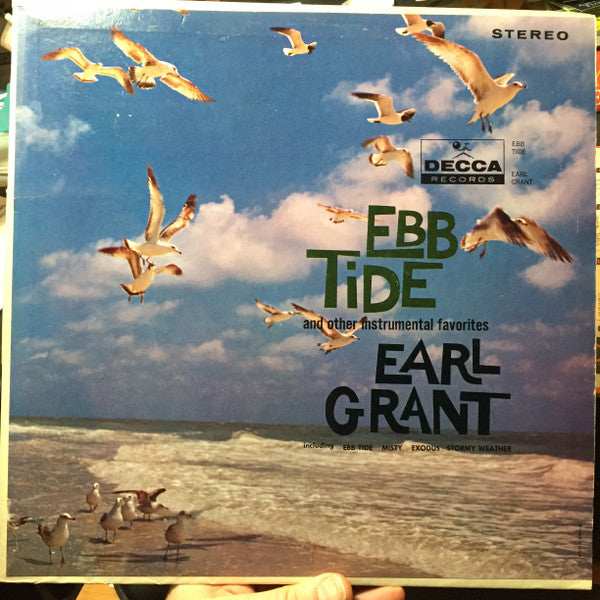 STEREO
DECCA
RECORDS
EBB
TIDE
EARL
GRANT
EBB
TiDE
and other instrumental favorites
EARL
GRANT
including EBB TIDE MISTY EXODUS STORMY WEATHER